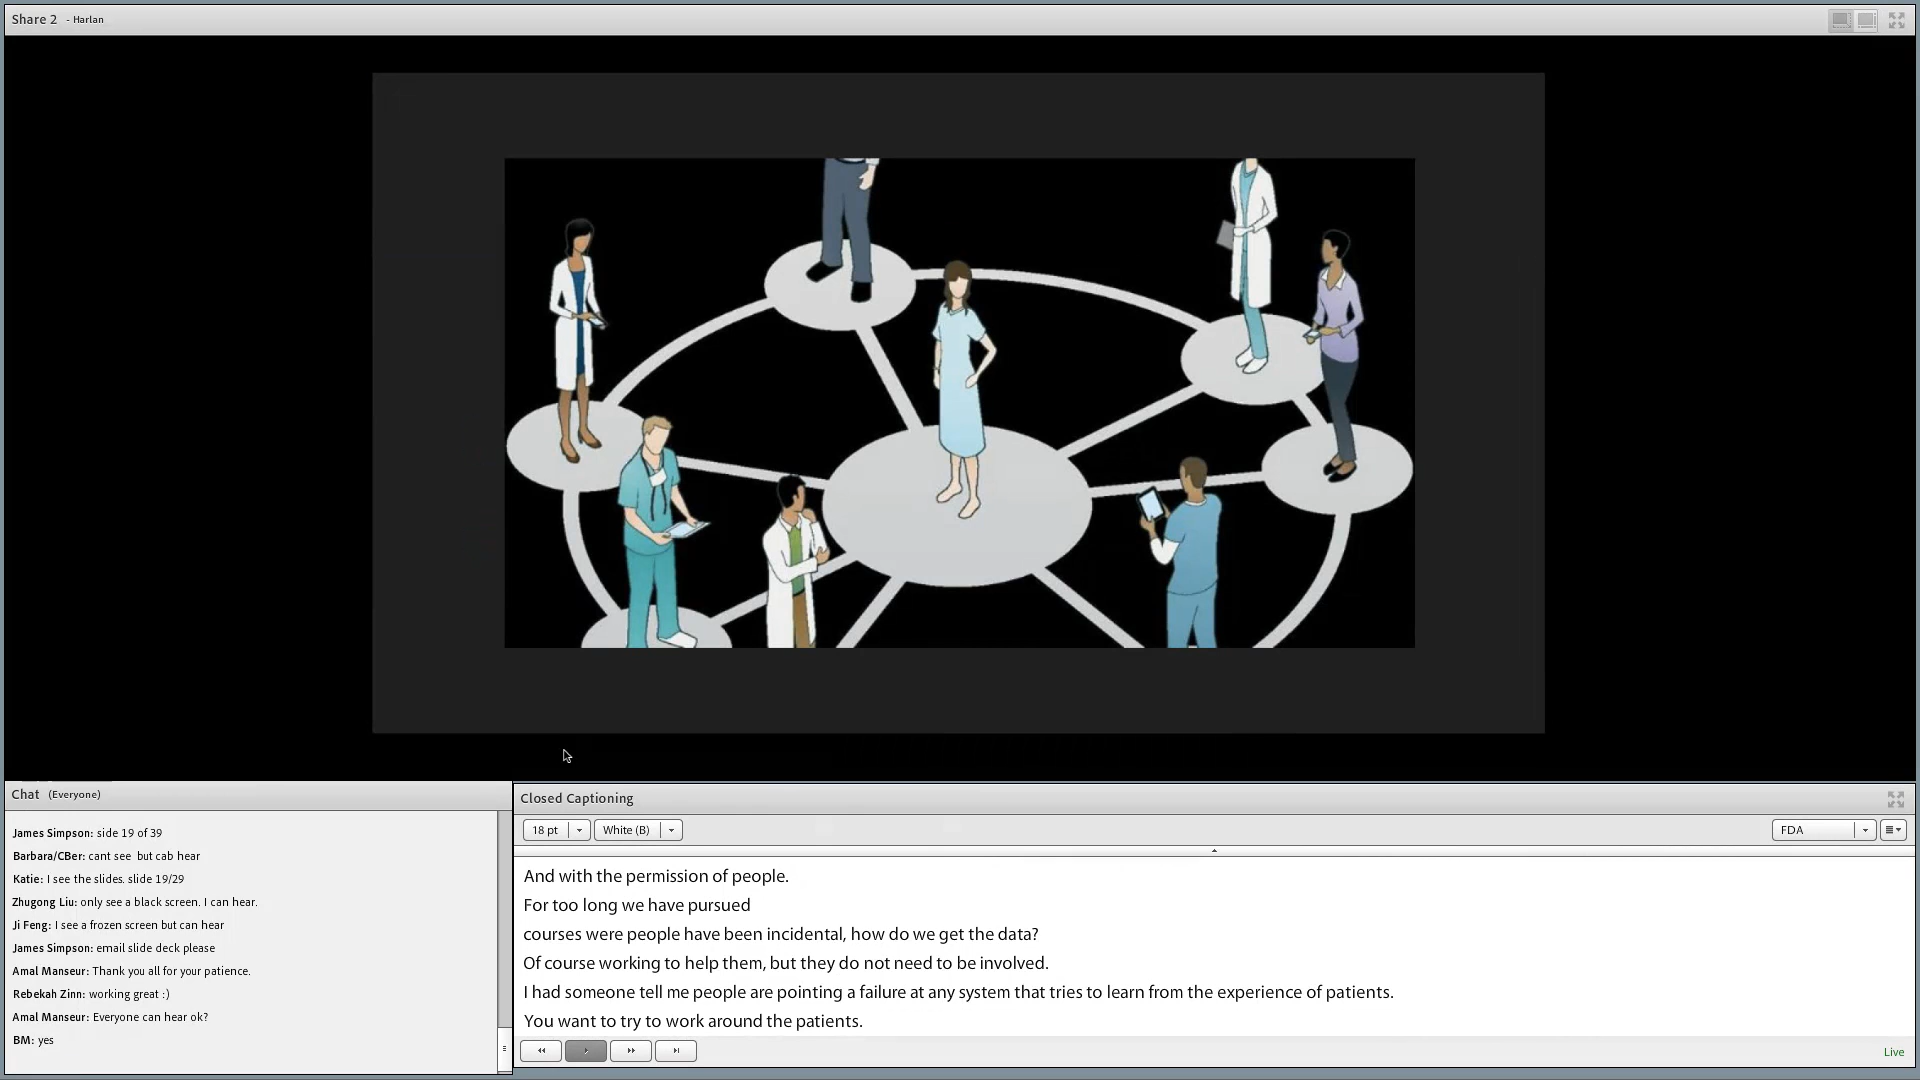 Share 2 - Harlan
Chat (Everyone)
James Simpson: side 19 of 39
Barbara/CBer: cant see but cab hear
Katie: I see the slides. slide 19/29
Zhugong Liu: only see a black screen. I can hear.
Ji Feng: I see a frozen screen but can hear
James Simpson: email slide deck please
Amal Manseur: Thank you all for your patience.
Rebekah Zinn: working great :)
Amal Manseur: Everyone can hear ok?
BM: yes
Closed Captioning
18 pt White (B) FDA
And with the permission of people.
For too long we have pursued
courses were people have been incidental, how do we get the data?
Of course working to help them, but they do not need to be involved.
I had someone tell me people are pointing a failure at any system that tries to learn from the experience of patients.
You want to try to work around the patients.
Live